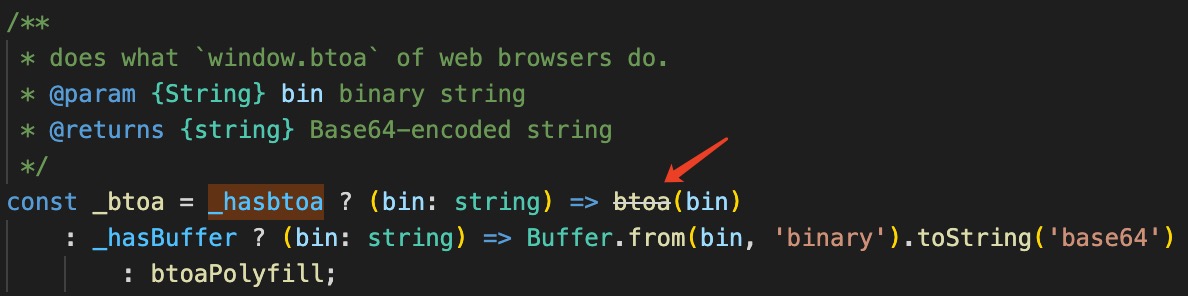 /**
 * does what `window.btoa` of web browsers do.
 * @param {String} bin binary string
 * @returns {string} Base64-encoded string
 */
const _btoa = _hasbtoa ? (bin: string) => btoa(bin)
    : _hasBuffer ? (bin: string) => Buffer.from(bin, 'binary').toString('base64')
        : btoaPolyfill;